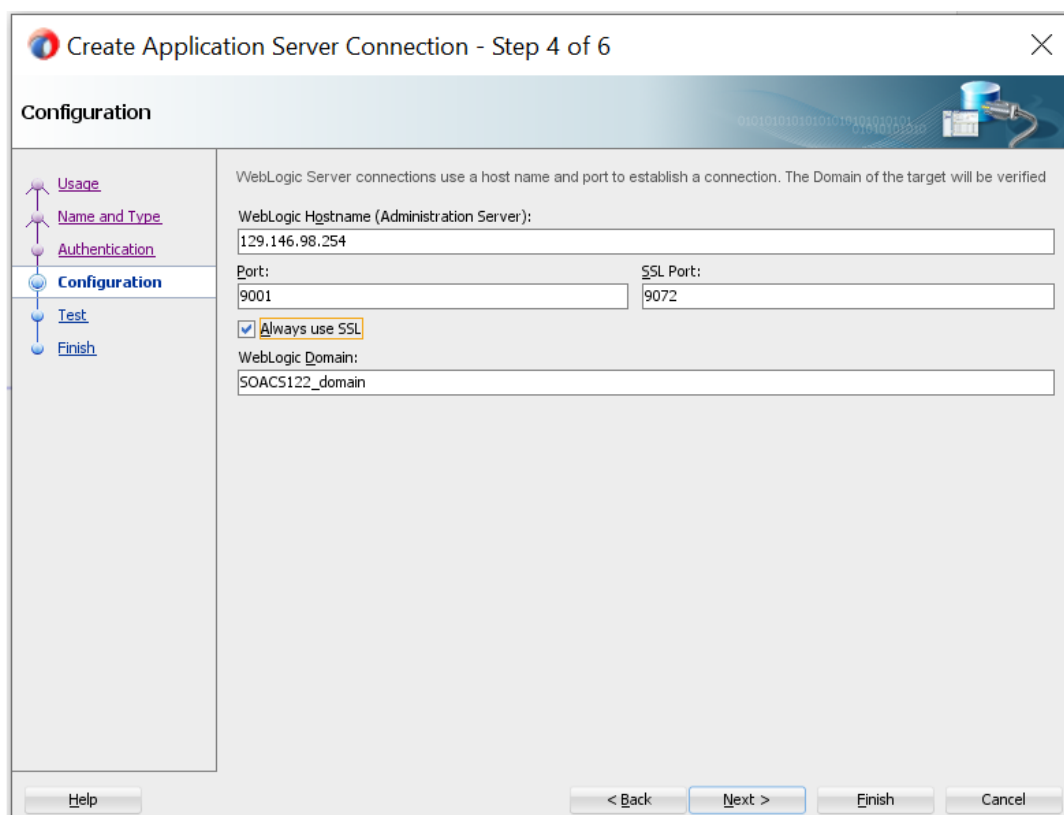 Create Application Server Connection - Step 4 of 6
Configuration
Usage
Name and Type
Authentication
Configuration
Test
Finish
WebLogic Server connections use a host name and port to establish a connection. The Domain of the target will be verified
WebLogic Hostname (Administration Server):
129.146.98.254
Port:
SSL Port:
9001
9072
Always use SSL
WebLogic Domain:
SOACS122_domain
Help
< Back
Next >
Finish
Cancel